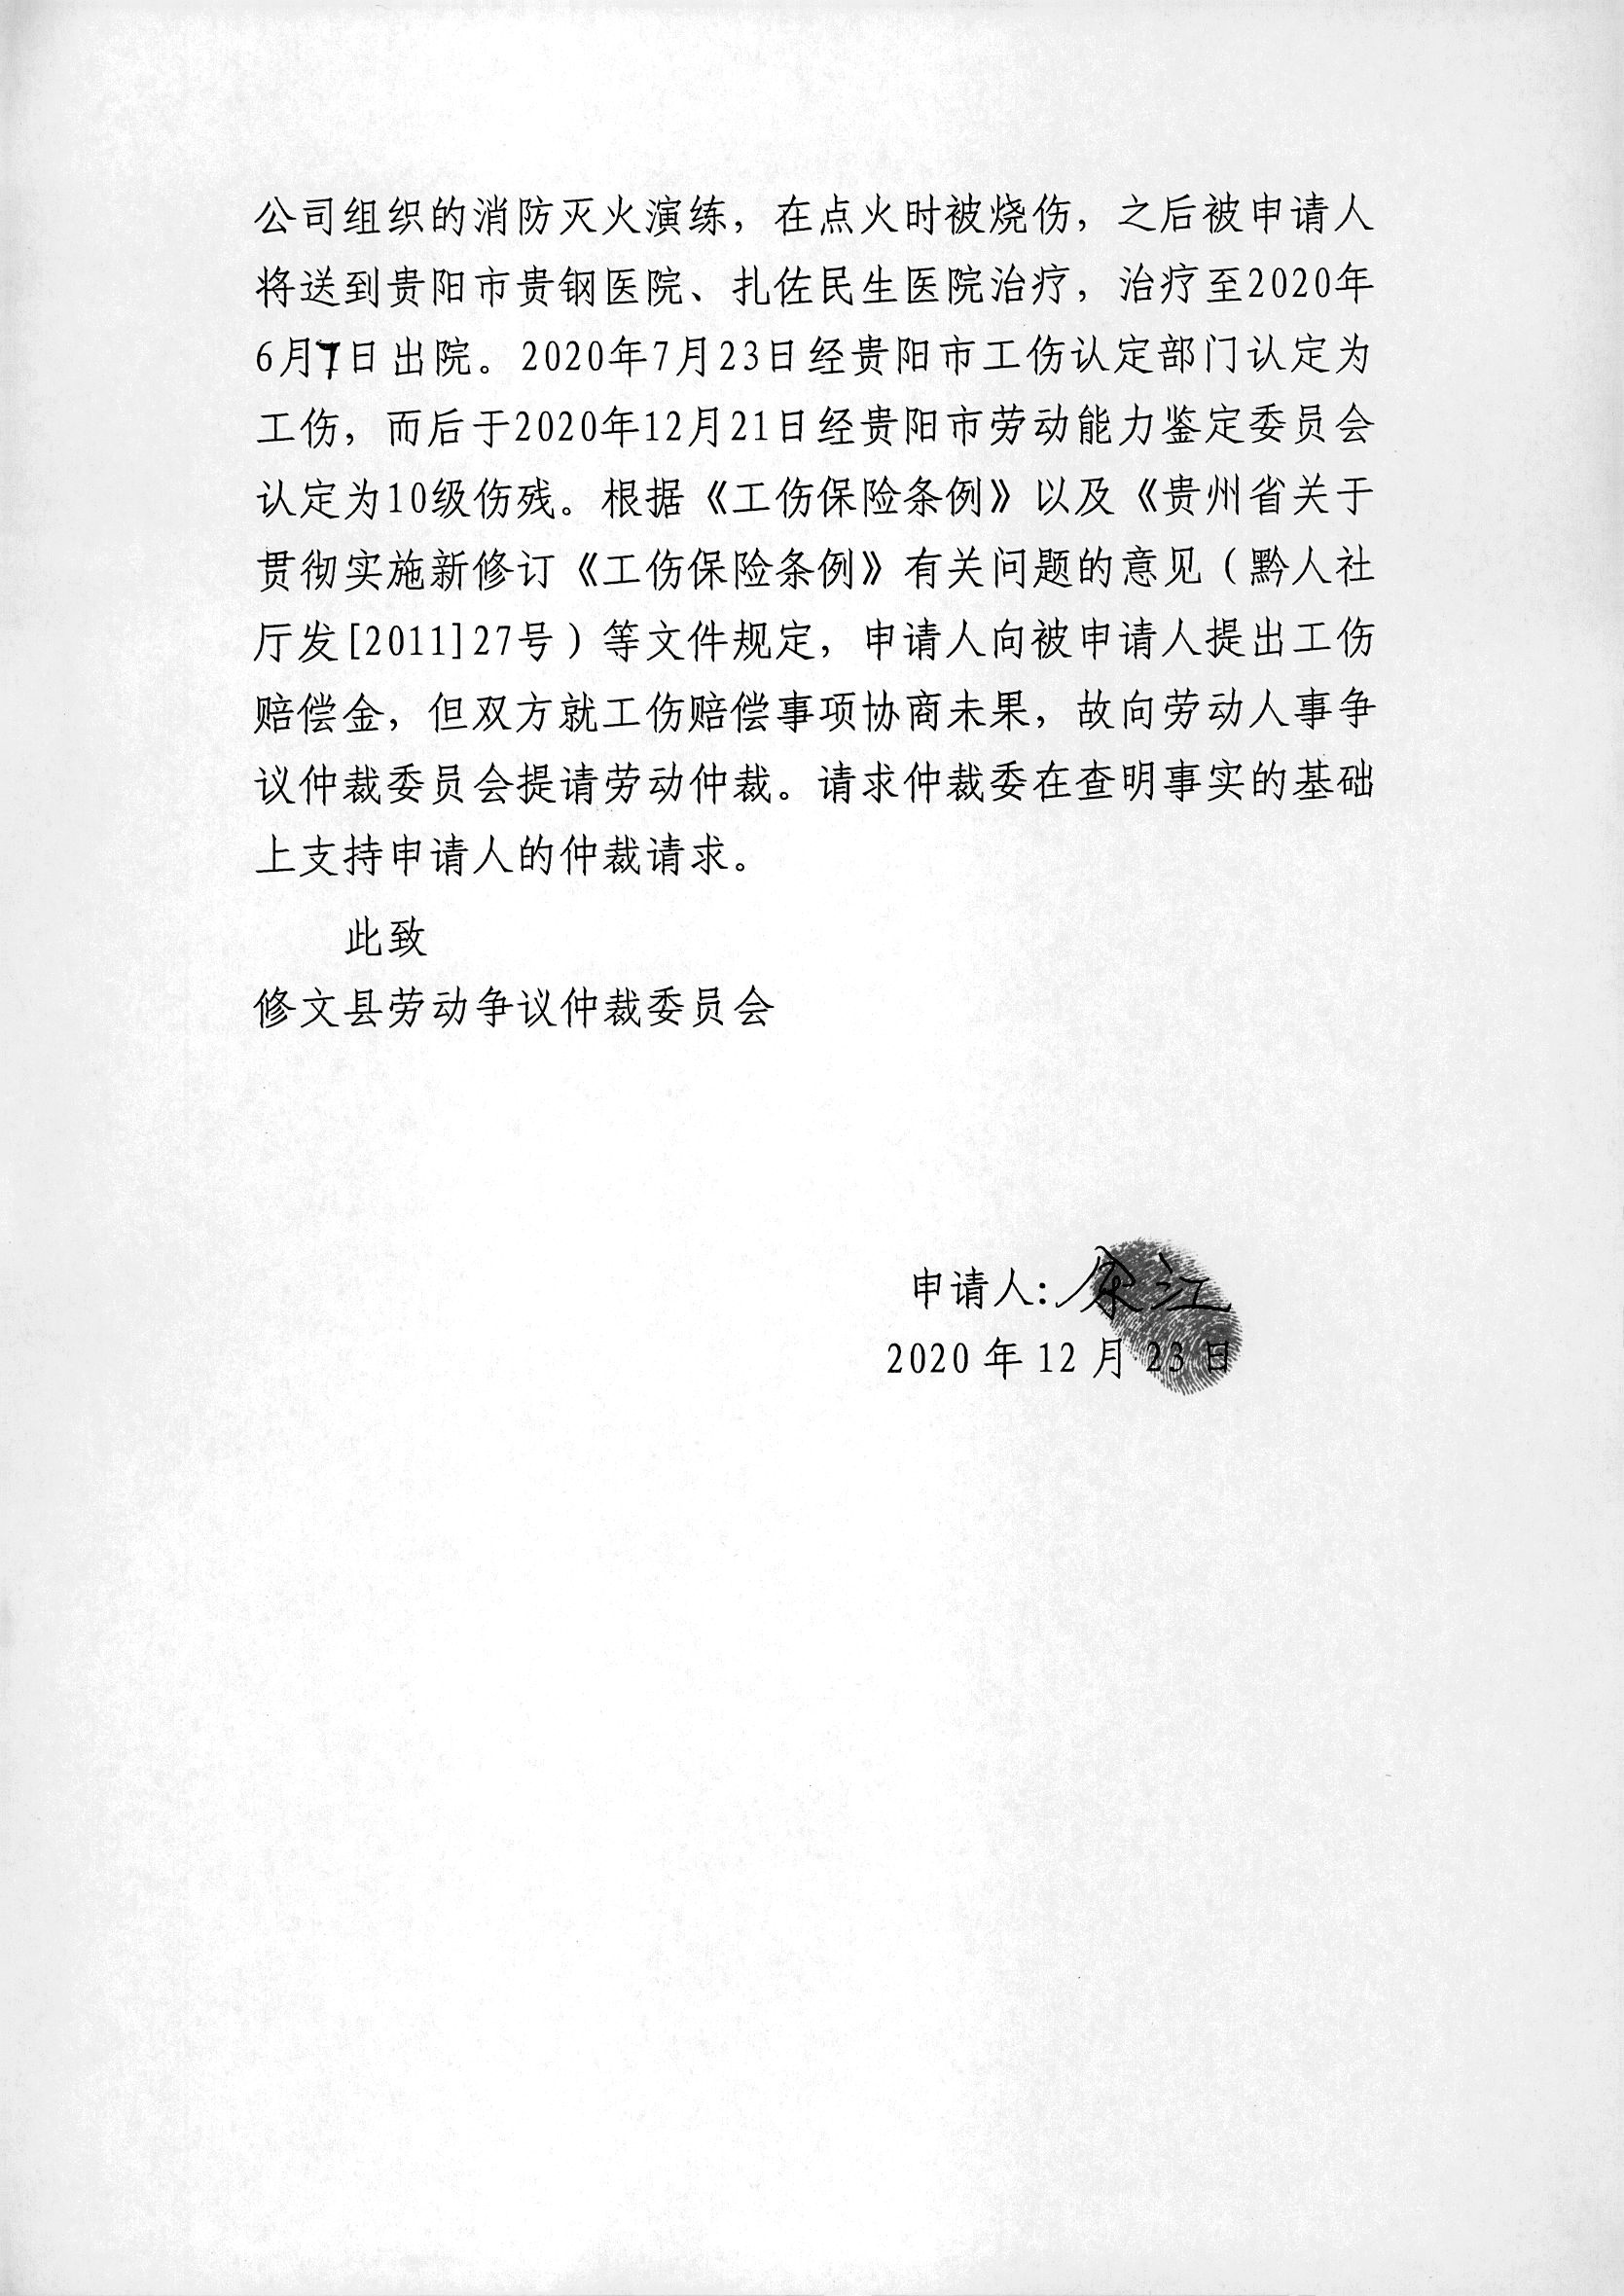 公司组织的消防灭火演练，在点火时被烧伤，之后被申请人
将送到贵阳市贵钢医院、扎佐民生医院治疗，治疗至2020年
6月7日出院。2020年7月23日经贵阳市工伤认定部门认定为
工伤，而后于2020年12月21日经贵阳市劳动能力鉴定委员会
认定为10级伤残。根据《工伤保险条例》以及《贵州省关于
贯彻实施新修订《工伤保险条例》有关问题的意见（黔人社
厅发[2011]27号）等文件规定，申请人向被申请人提出工伤
赔偿金，但双方就工伤赔偿事项协商未果，故向劳动人事争
议仲裁委员会提请劳动仲裁。请求仲裁委在查明事实的基础
上支持申请人的仲裁请求。
此致
修文县劳动争议仲裁委员会
申请人：余江
2020年12月23日